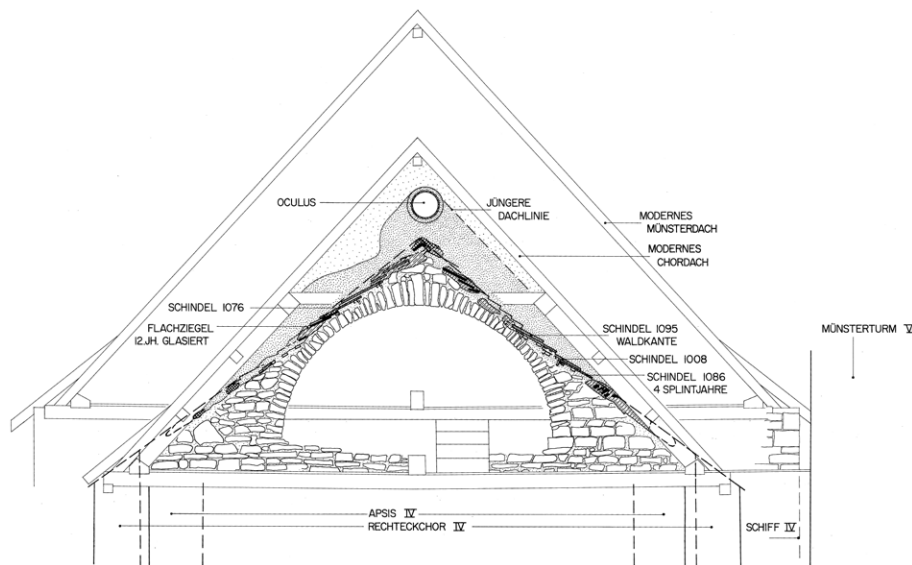 OCULUS
JÜNGERE
DACHLINIE
MODERNES
MÜNSTERDACH
MODERNES
CHORDACH
SCHINDEL 1076
FLACHZIEGEL
12.JH. GLASIERT
SCHINDEL 1095
WALDKANTE
SCHINDEL 1008
SCHINDEL 1086
4 SPLINTJAHRE
MÜNSTERTURM V
APSIS IV
RECHTECKCHOR IV
SCHIFF IV